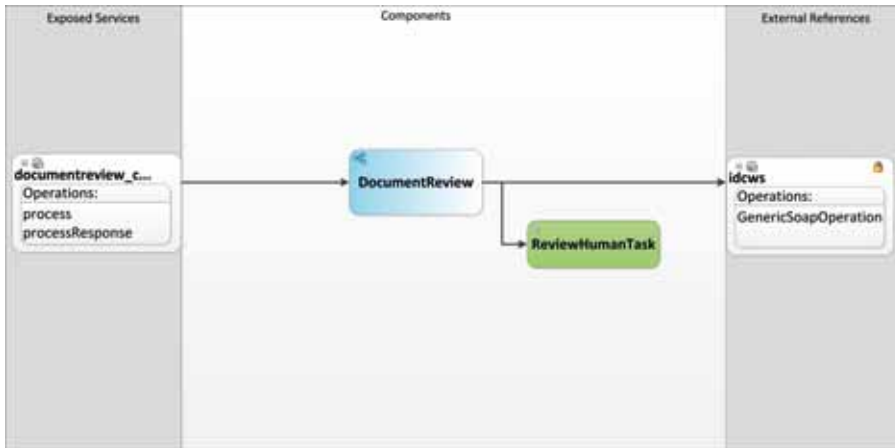 Exposed Services
Components
External References
documentreview_c...
Operations:
process
processResponse
DocumentReview
ReviewHumanTask
idcws
Operations:
GenericSoapOperation